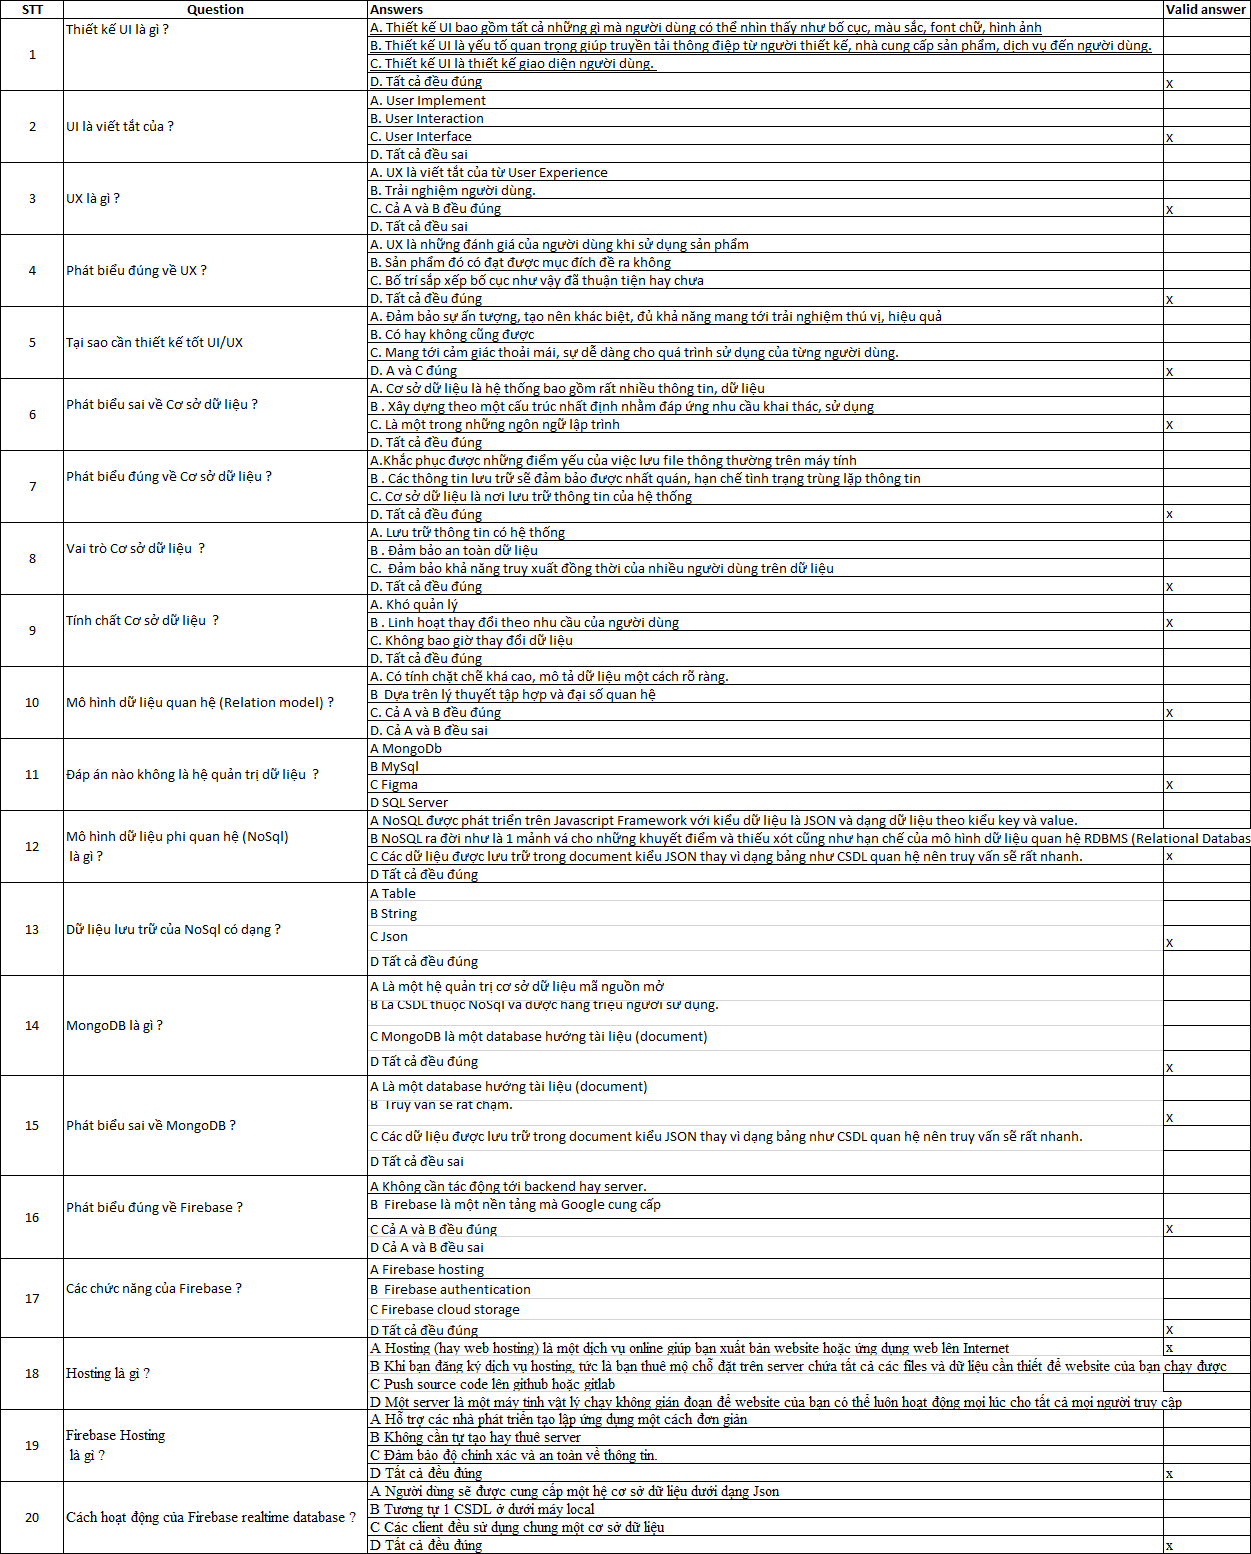 STT Question Answers Valid answer
1 Thiết kế UI là gì ?
A. Thiết kế UI bao gồm tất cả những gì mà người dùng có thể nhìn thấy như bố cục, màu sắc, font chữ, hình ảnh
B. Thiết kế UI là yếu tố quan trọng giúp truyền tải thông điệp từ người thiết kế, nhà cung cấp sản phẩm, dịch vụ đến người dùng.
C. Thiết kế UI là thiết kế giao diện người dùng.
D. Tất cả đều đúng x
2 UI là viết tắt của ?
A. User Implement
B. User Interaction
C. User Interface x
D. Tất cả đều sai
3 UX là gì ?
A. UX là viết tắt của từ User Experience
B. Trải nghiệm người dùng.
C. Cả A và B đều đúng x
D. Tất cả đều sai
4 Phát biểu đúng về UX ?
A. UX là những đánh giá của người dùng khi sử dụng sản phẩm
B. Sản phẩm đó có đạt được mục đích đề ra không
C. Bố trí sắp xếp bố cục như vậy đã thuận tiện hay chưa
D. Tất cả đều đúng x
5 Tại sao cần thiết kế tốt UI/UX
A. Đảm bảo sự ấn tượng, tạo nên khác biệt, đủ khả năng mang tới trải nghiệm thú vị, hiệu quả
B. Có hay không cũng được
C. Mang tới cảm giác thoải mái, sự dễ dàng cho quá trình sử dụng của từng người dùng.
D. A và C đúng x
6 Phát biểu sai về Cơ sở dữ liệu ?
A. Cơ sở dữ liệu là hệ thống bao gồm rất nhiều thông tin, dữ liệu
B . Xây dựng theo một cấu trúc nhất định nhằm đáp ứng nhu cầu khai thác, sử dụng
C. Là một trong những ngôn ngữ lập trình x
D. Tất cả đều đúng
7 Phát biểu đúng về Cơ sở dữ liệu ?
A.Khắc phục được những điểm yếu của việc lưu file thông thường trên máy tính
B . Các thông tin lưu trữ sẽ đảm bảo được nhất quán, hạn chế tình trạng trùng lặp thông tin
C. Cơ sở dữ liệu là nơi lưu trữ thông tin của hệ thống
D. Tất cả đều đúng x
8 Vai trò Cơ sở dữ liệu ?
A. Lưu trữ thông tin có hệ thống
B . Đảm bảo an toàn dữ liệu
C. Đảm bảo khả năng truy xuất đồng thời của nhiều người dùng trên dữ liệu
D. Tất cả đều đúng x
9 Tính chất Cơ sở dữ liệu ?
A. Khó quản lý
B . Linh hoạt thay đổi theo nhu cầu của người dùng x
C. Không bao giờ thay đổi dữ liệu
D. Tất cả đều đúng
10 Mô hình dữ liệu quan hệ (Relation model) ?
A. Có tính chặt chẽ khá cao, mô tả dữ liệu một cách rõ ràng.
B Dựa trên lý thuyết tập hợp và đại số quan hệ
C. Cả A và B đều đúng x
D. Cả A và B đều sai
11 Đáp án nào không là hệ quản trị dữ liệu ?
A MongoDb
B MySql
C Figma x
D SQL Server
12 Mô hình dữ liệu phi quan hệ (NoSql)
là gì ?
A NoSQL được phát triển trên Javascript Framework với kiểu dữ liệu là JSON và dạng dữ liệu theo kiểu key và value.
B NoSQL ra đời như là 1 mảnh vá cho những khuyết điểm và thiếu xót cũng như hạn chế của mô hình dữ liệu quan hệ RDBMS (Relational Databas
C Các dữ liệu được lưu trữ trong document kiểu JSON thay vì dạng bảng như CSDL quan hệ nên truy vấn sẽ rất nhanh. x
D Tất cả đều đúng
13 Dữ liệu lưu trữ của NoSql có dạng ?
A Table
B String
C Json x
D Tất cả đều đúng
14 MongoDB là gì ?
A Là một hệ quản trị cơ sở dữ liệu mã nguồn mở
B Là CSDL thuộc NoSql và được hàng triệu người sử dụng.
C MongoDB là một database hướng tài liệu (document)
D Tất cả đều đúng x
15 Phát biểu sai về MongoDB ?
A Là một database hướng tài liệu (document)
B Truy vấn sẽ rất chậm. x
C Các dữ liệu được lưu trữ trong document kiểu JSON thay vì dạng bảng như CSDL quan hệ nên truy vấn sẽ rất nhanh.
D Tất cả đều sai
16 Phát biểu đúng về Firebase ?
A Không cần tác động tới backend hay server.
B Firebase là một nền tảng mà Google cung cấp
C Cả A và B đều đúng x
D Cả A và B đều sai
17 Các chức năng của Firebase ?
A Firebase hosting
B Firebase authentication
C Firebase cloud storage
D Tất cả đều đúng x
18 Hosting là gì ?
A Hosting (hay web hosting) là một dịch vụ online giúp bạn xuất bản website hoặc ứng dụng web lên Internet x
B Khi bạn đăng ký dịch vụ hosting, tức là bạn thuê mộ chỗ đặt trên server chứa tất cả các files và dữ liệu cần thiết để website của bạn chạy được
C Push source code lên github hoặc gitlab
D Một server là một máy tính vật lý chạy không gián đoạn để website của bạn có thể luôn hoạt động mọi lúc cho tất cả mọi người truy cập
19 Firebase Hosting
là gì ?
A Hỗ trợ các nhà phát triển tạo lập ứng dụng một cách đơn giản
B Không cần tự tạo hay thuê server
C Đảm bảo độ chính xác và an toàn về thông tin.
D Tất cả đều đúng x
20 Cách hoạt động của Firebase realtime database ?
A Người dùng sẽ được cung cấp một hệ cơ sở dữ liệu dưới dạng Json
B Tương tự 1 CSDL ở dưới máy local
C Các client đều sử dụng chung một cơ sở dữ liệu
D Tất cả đều đúng x